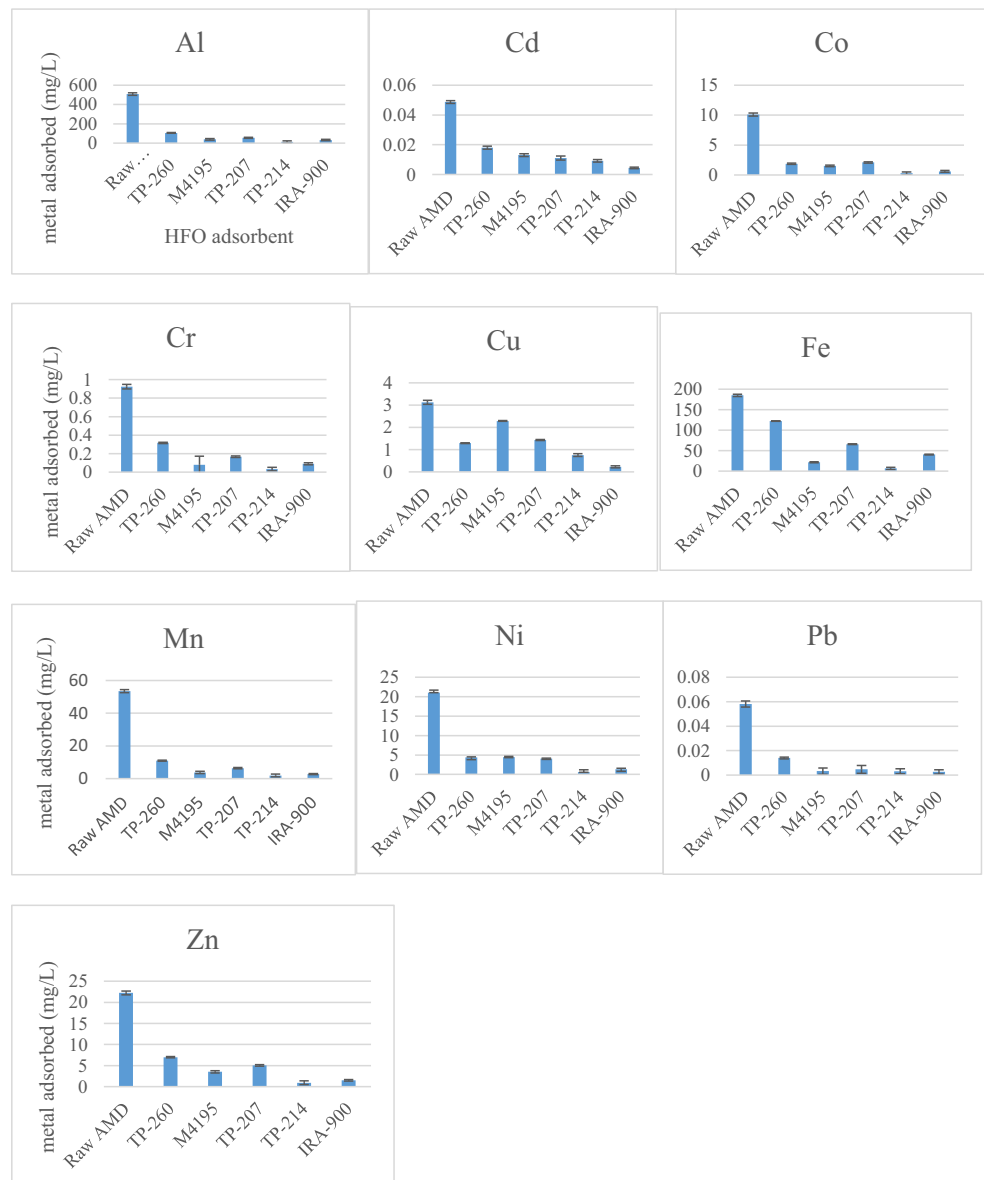 Al
metal adsorbed (mg/L)
600
400
200
0
Raw…
TP-260
M4195
TP-207
TP-214
IRA-900
HFO adsorbent
Cd
0.06
0.04
0.02
0
Raw AMD
TP-260
M4195
TP-207
TP-214
IRA-900
Co
15
10
5
0
Raw AMD
TP-260
M4195
TP-207
TP-214
IRA-900
Cr
metal adsorbed (mg/L)
1
0.8
0.6
0.4
0.2
0
Raw AMD
TP-260
M4195
TP-207
TP-214
IRA-900
Cu
4
3
2
1
0
Raw AMD
TP-260
M4195
TP-207
TP-214
IRA-900
Fe
200
150
100
50
0
Raw AMD
TP-260
M4195
TP-207
TP-214
IRA-900
Mn
metal adsorbed (mg/L)
60
40
20
0
Raw AMD
TP-260
M4195
TP-207
TP-214
IRA-900
Ni
25
20
15
10
5
0
Raw AMD
TP-260
M4195
TP-207
TP-214
IRA-900
Pb
0.08
0.06
0.04
0.02
0
Raw AMD
TP-260
M4195
TP-207
TP-214
IRA-900
Zn
metal adsorbed (mg/L)
25
20
15
10
5
0
Raw AMD
TP-260
M4195
TP-207
TP-214
IRA-900